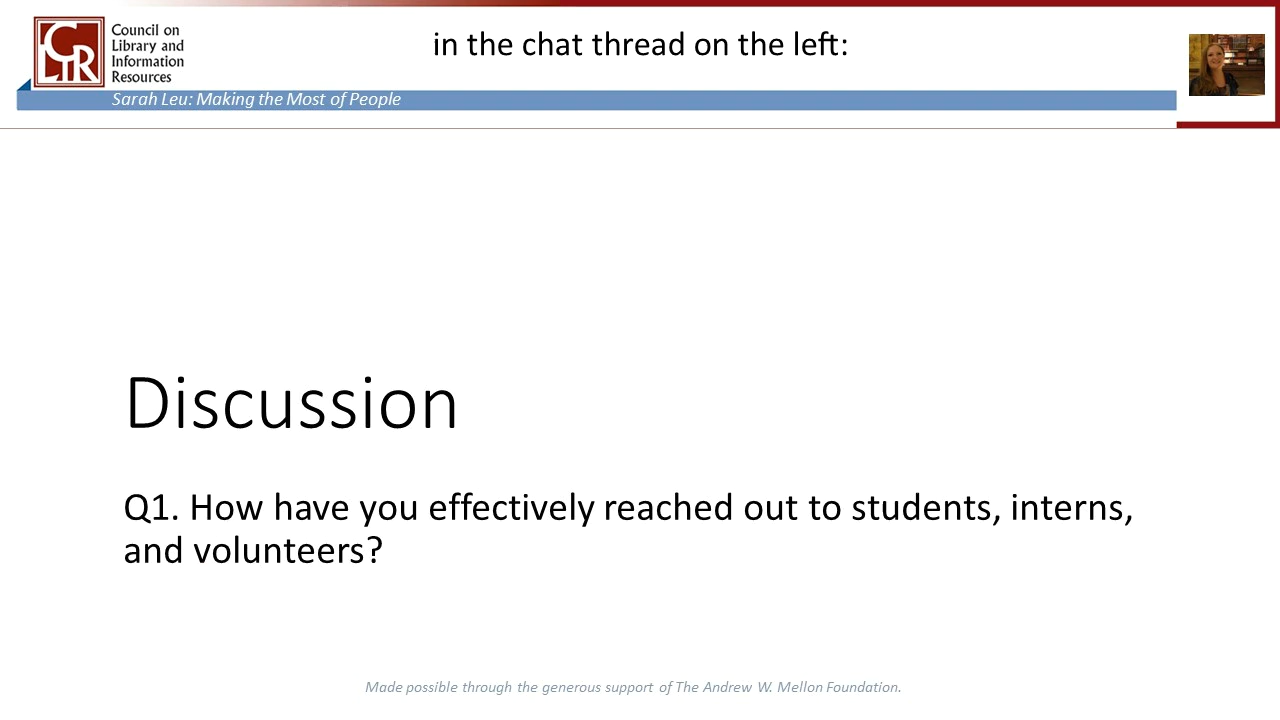 CLIR
Council on
Library and
Information
Resources
in the chat thread on the left:
Sarah Leu: Making the Most of People
Discussion
Q1. How have you effectively reached out to students, interns,
and volunteers?
Made possible through the generous support of The Andrew W. Mellon Foundation.